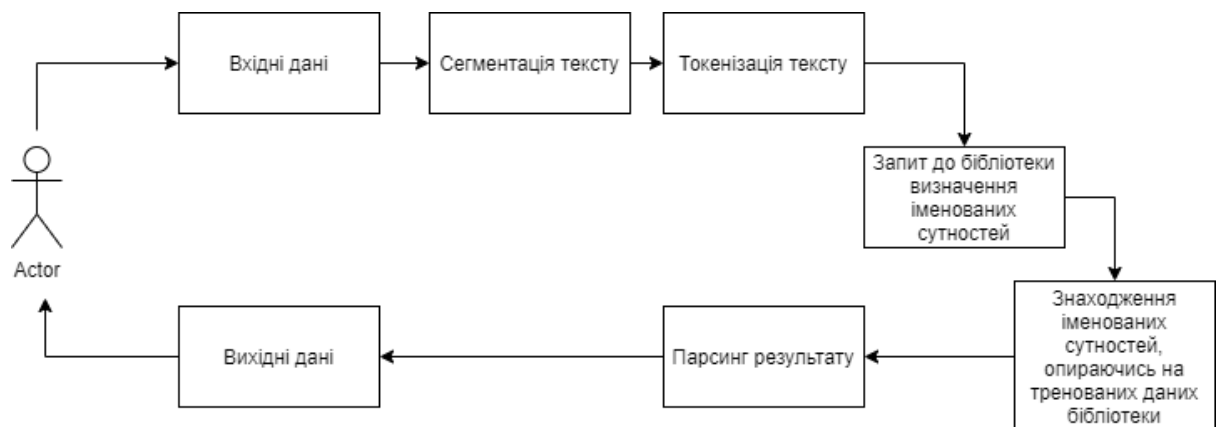 Вхідні дані
Сегментація тексту
Токенізація тексту
Запит до бібліотеки
визначення
іменованих
сутностей
Actor
Знаходження
іменованих
сутностей,
опираючись на
тренованих даних
бібліотеки
Парсинг результату
Вихідні дані